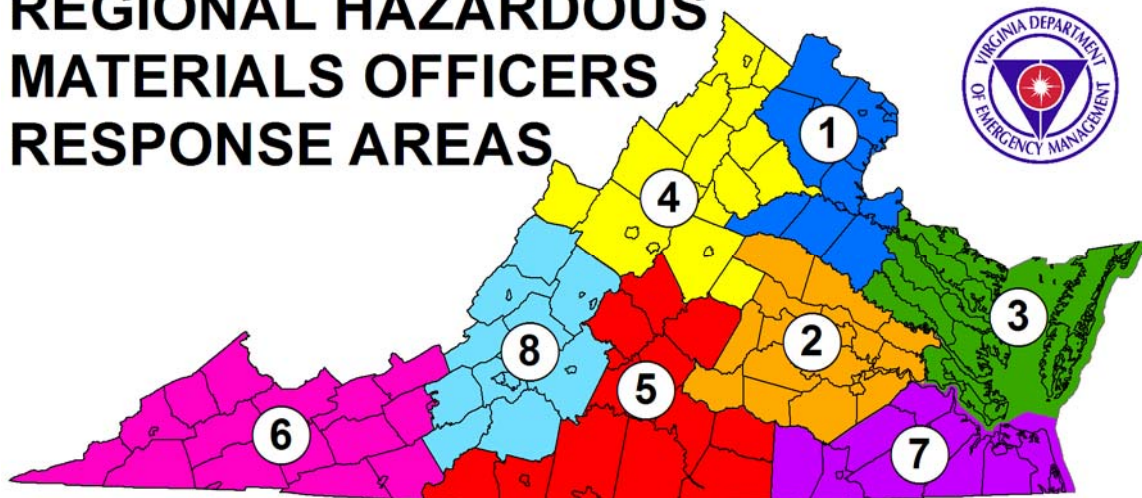 REGIONAL HAZARDOUS
MATERIALS OFFICERS
RESPONSE AREAS
VIRGINIA DEPARTMENT
OF EMERGENCY MANAGEMENT
1
4
3
2
8
5
6
7